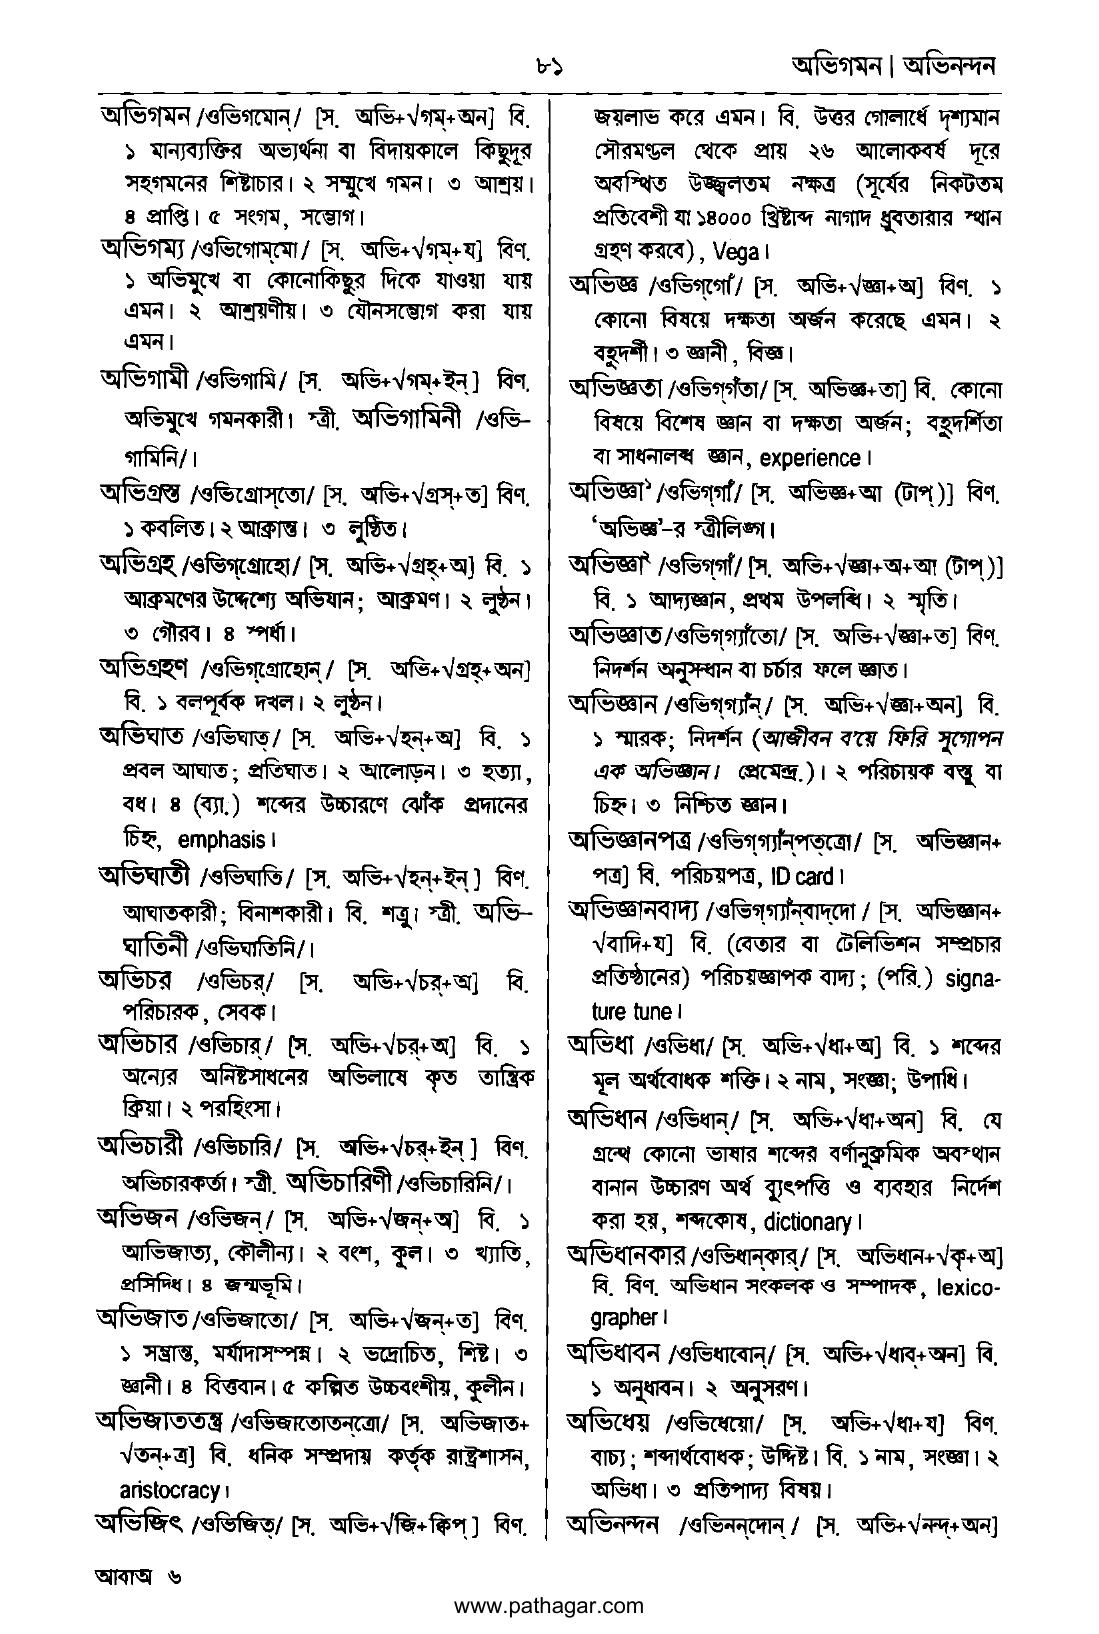 ৮১
অভিগমন | অভিনন্দন
অভিগমন /ওভিগমোন্/ [স. অভি+√গম্+অন] বি.
১ মান্যব্যক্তির অভ্যর্থনা বা বিদায়কালে কিছুদূর
সহগমনের শিষ্টাচার। ২ সম্মুখে গমন। ৩ আশ্রয়।
৪ প্রাপ্তি। ৫ সংগম, সম্ভোগ।
অভিগম্য /ওভিগোম্‌মো/ [স. অভি+√গম্+য] বিণ.
১ অভিমুখে বা কোনোকিছুর দিকে যাওয়া যায়
এমন। ২ আশ্রয়ণীয়। ৩ যৌনসম্ভোগ করা যায়
এমন।
অভিগামী /ওভিগামি/ [স. অভি+√গম্+ইন্] বিণ.
অভিমুখে গমনকারী। স্ত্রী. অভিগামিনী /ওভি–
গামিনি/।
অভিগ্রস্ত /ওভিগ্রোস্‌তো/ [স. অভি+√গ্রস্+ত] বিণ.
১ কবলিত। ২ আক্রান্ত। ৩ লুণ্ঠিত।
অভিগ্রহ /ওভিগ্‌গ্রোহো/ [স. অভি+√গ্রহ্+অ] বি. ১
আক্রমণের উদ্দেশ্যে অভিযান; আক্রমণ। ২ লুণ্ঠন।
৩ গৌরব। ৪ স্পর্ধা।
অভিগ্রহণ /ওভিগ্‌গ্রোহোন্/ [স. অভি+√গ্রহ্+অন]
বি. ১ বলপূর্বক দখল। ২ লুণ্ঠন।
অভিঘাত /ওভিঘাত্/ [স. অভি+√হন্+অ] বি. ১
প্রবল আঘাত; প্রতিঘাত। ২ আলোড়ন। ৩ হত্যা,
বধ। ৪ (ব্যা.) শব্দের উচ্চারণে ঝোঁক প্রদানের
চিহ্ন, emphasis।
অভিঘাতী /ওভিঘাতি/ [স. অভি+√হন্+ইন্] বিণ.
আঘাতকারী; বিনাশকারী। বি. শত্রু। স্ত্রী. অভি–
ঘাতিনী /ওভিঘাতিনি/।
অভিচর /ওভিচর্/ [স. অভি+√চর্+অ] বি.
পরিচারক, সেবক।
অভিচার /ওভিচার্/ [স. অভি+√চর্+অ] বি. ১
অন্যের অনিষ্টসাধনের অভিলাষে কৃত তান্ত্রিক
ক্রিয়া। ২ পরহিংসা।
অভিচারী /ওভিচারি/ [স. অভি+√চর্+ইন্] বিণ.
অভিচারকর্তা। স্ত্রী. অভিচারিণী /ওভিচারিনি/।
অভিজন /ওভিজন্/ [স. অভি+√জন্+অ] বি. ১
আভিজাত্য, কৌলীন্য। ২ বংশ, কুল। ৩ খ্যাতি,
প্রসিদ্ধি। ৪ জন্মভূমি।
অভিজাত /ওভিজাতো/ [স. অভি+√জন্+ত] বিণ.
১ সম্ভ্রান্ত, মর্যাদাসম্পন্ন। ২ ভদ্রোচিত, শিষ্ট। ৩
জ্ঞানী। ৪ বিত্তবান। ৫ কল্পিত উচ্চবংশীয়, কুলীন।
অভিজাততন্ত্র /ওভিজাতোতন্‌ত্রো/ [স. অভিজাত+
√তন্+ত্র] বি. ধনিক সম্প্রদায় কর্তৃক রাষ্ট্রশাসন,
aristocracy।
অভিজিৎ /ওভিজিত্/ [স. অভি+√জি+ক্বিপ্] বিণ.
জয়লাভ করে এমন। বি. উত্তর গোলার্ধে দৃশ্যমান
সৌরমণ্ডল থেকে প্রায় ২৬ আলোকবর্ষ দূরে
অবস্থিত উজ্জ্বলতম নক্ষত্র (সূর্যের নিকটতম
প্রতিবেশী যা ১৪০০০ খ্রিষ্টাব্দ নাগাদ ধ্রুবতারার স্থান
গ্রহণ করবে), Vega।
অভিজ্ঞ /ওভিগ্‌গোঁ/ [স. অভি+√জ্ঞা+অ] বিণ. ১
কোনো বিষয়ে দক্ষতা অর্জন করেছে এমন। ২
বহুদর্শী। ৩ জ্ঞানী, বিজ্ঞ।
অভিজ্ঞতা /ওভিগ্‌গঁতা/ [স. অভিজ্ঞ+তা] বি. কোনো
বিষয়ে বিশেষ জ্ঞান বা দক্ষতা অর্জন; বহুদর্শিতা
বা সাধনালব্ধ জ্ঞান, experience।
অভিজ্ঞা১ /ওভিগ্‌গাঁ/ [স. অভিজ্ঞ+আ (টাপ্)] বিণ.
‘অভিজ্ঞ’-র স্ত্রীলিঙ্গ।
অভিজ্ঞা২ /ওভিগ্‌গাঁ/ [স. অভি+√জ্ঞা+অ+আ (টাপ্)]
বি. ১ আদ্যজ্ঞান, প্রথম উপলব্ধি। ২ স্মৃতি।
অভিজ্ঞাত /ওভিগ্‌গ্যাঁতো/ [স. অভি+√জ্ঞা+ত] বিণ.
নিদর্শন অনুসন্ধান বা চর্চার ফলে জ্ঞাত।
অভিজ্ঞান /ওভিগ্‌গ্যাঁন্/ [স. অভি+√জ্ঞা+অন] বি.
১ স্মারক; নিদর্শন (আজীবন ব’য়ে ফিরি সুগোপন
এক অভিজ্ঞান। প্রেমেন্দ্র.)। ২ পরিচায়ক বস্তু বা
চিহ্ন। ৩ নিশ্চিত জ্ঞান।
অভিজ্ঞানপত্র /ওভিগ্‌গ্যাঁন্‌পত্‌ত্রো/ [স. অভিজ্ঞান+
পত্র] বি. পরিচয়পত্র, ID card।
অভিজ্ঞানবাদ্য /ওভিগ্‌গ্যাঁন্‌বাদ্‌দো/ [স. অভিজ্ঞান+
√বাদি+য] বি. (বেতার বা টেলিভিশন সম্প্রচার
প্রতিষ্ঠানের) পরিচয়জ্ঞাপক বাদ্য; (পরি.) signa-
ture tune।
অভিধা /ওভিধা/ [স. অভি+√ধা+অ] বি. ১ শব্দের
মূল অর্থবোধক শক্তি। ২ নাম, সংজ্ঞা; উপাধি।
অভিধান /ওভিধান্/ [স. অভি+√ধা+অন] বি. যে
গ্রন্থে কোনো ভাষার শব্দের বর্ণানুক্রমিক অবস্থান
বানান উচ্চারণ অর্থ ব্যুৎপত্তি ও ব্যবহার নির্দেশ
করা হয়, শব্দকোষ, dictionary।
অভিধানকার /ওভিধান্‌কার্/ [স. অভিধান+√কৃ+অ]
বি. বিণ. অভিধান সংকলক ও সম্পাদক, lexico-
grapher।
অভিধাবন /ওভিধাবোন্/ [স. অভি+√ধাব্+অন] বি.
১ অনুধাবন। ২ অনুসরণ।
অভিধেয় /ওভিধেয়ো/ [স. অভি+√ধা+য] বিণ.
বাচ্য; শব্দার্থবোধক; উদ্দিষ্ট। বি. ১ নাম, সংজ্ঞা। ২
অভিধা। ৩ প্রতিপাদ্য বিষয়।
অভিনন্দন /ওভিনন্‌দোন্/ [স. অভি+√নন্দ্+অন]
আবাঅ ৬
www.pathagar.com